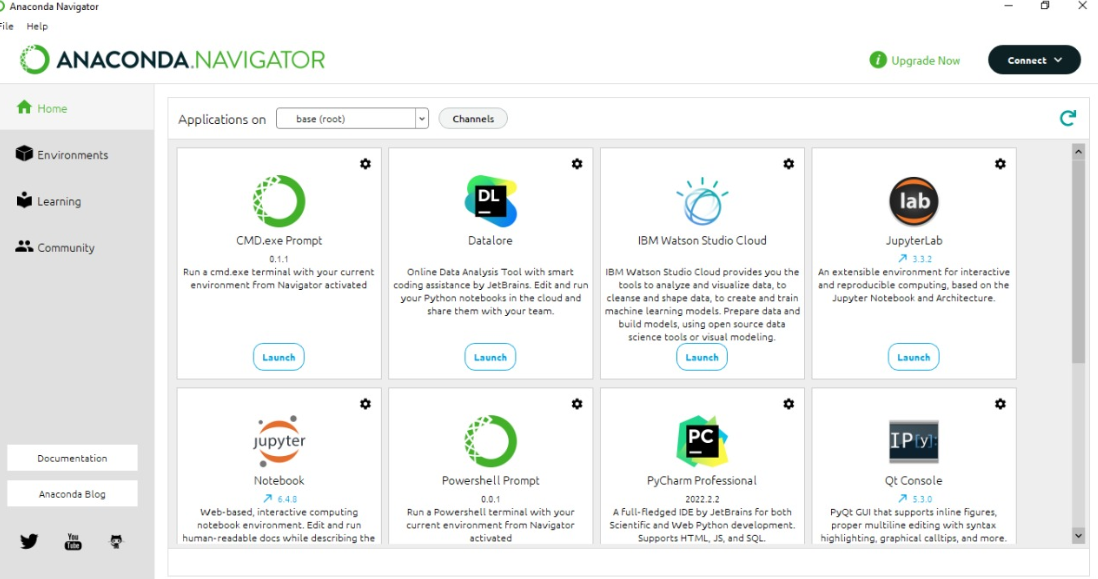 Anaconda Navigator
File Help
ANACONDA.NAVIGATOR
Upgrade Now
Connect
Home
Environments
Learning
Community
Documentation
Anaconda Blog
You
Tube
Applications on base (root) Channels
CMD.exe Prompt
0.1.1
Run a cmd.exe terminal with your current
environment from Navigator activated
Launch
DL
Datalore
Online Data Analysis Tool with smart
coding assistance by JetBrains. Edit and run
your Python notebooks in the cloud and
share them with your team.
Launch
IBM Watson Studio Cloud
IBM Watson Studio Cloud provides you the
tools to analyze and visualize data, to
cleanse and shape data, to create and train
machine learning models. Prepare data and
build models, using open source data
science tools or visual modeling.
Launch
lab
JupyterLab
3.3.2
An extensible environment for interactive
and reproducible computing, based on the
Jupyter Notebook and Architecture.
Launch
jupyter
Notebook
6.4.8
Web-based, interactive computing
notebook environment. Edit and run
human-readable docs while describing the
Powershell Prompt
0.0.1
Run a Powershell terminal with your
current environment from Navigator
activated
PC
PyCharm Professional
2022.2.2
A full-fledged IDE by JetBrains for both
Scientific and Web Python development.
Supports HTML, JS, and SQL.
IP[y]:
Qt Console
5.3.0
PyQt GUI that supports inline figures,
proper multiline editing with syntax
highlighting, graphical calltips, and more.